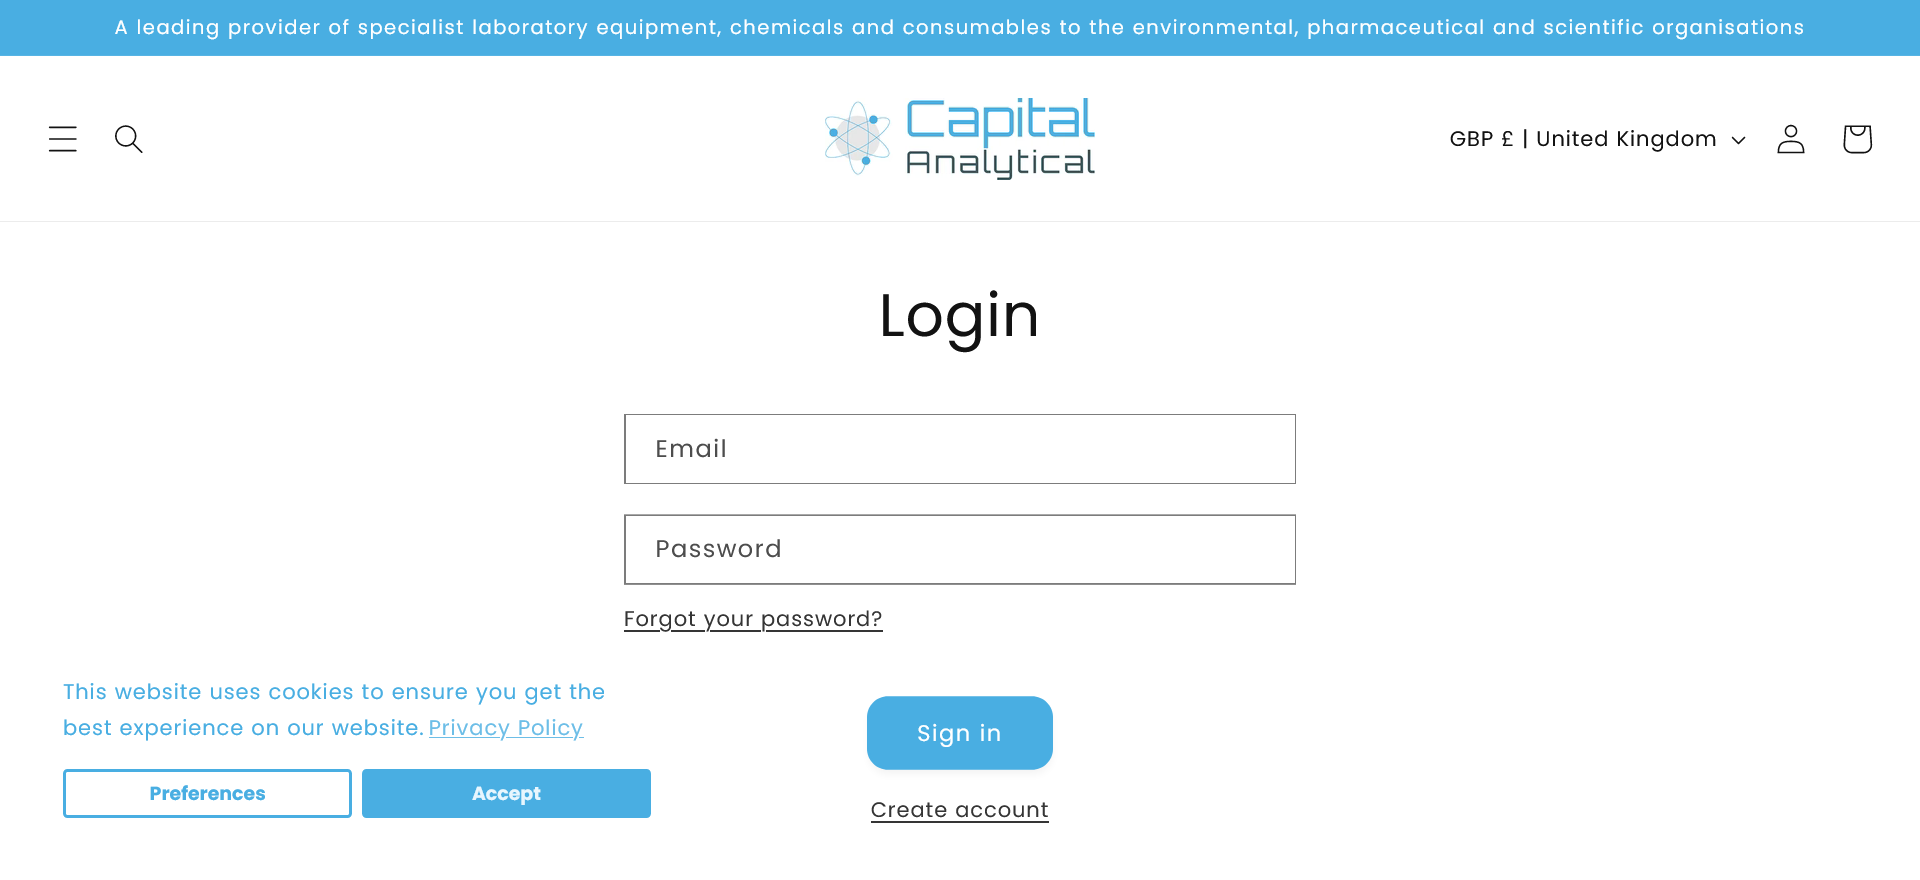 A leading provider of specialist laboratory equipment, chemicals and consumables to the environmental, pharmaceutical and scientific organisations
Capital
Analytical
GBP £ | United Kingdom
Login
Email
Password
Forgot your password?
This website uses cookies to ensure you get the
best experience on our website. Privacy Policy
Preferences
Accept
Sign in
Create account